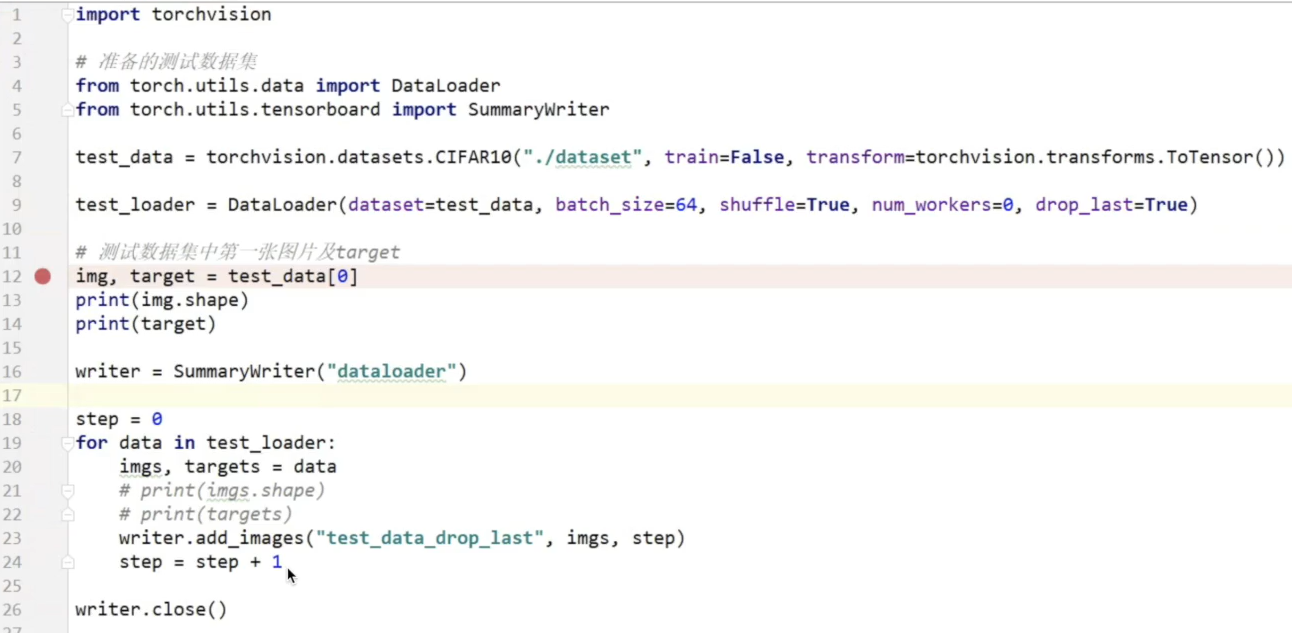 1 import torchvision
2
3 # 准备的测试数据集
4 from torch.utils.data import DataLoader
5 from torch.utils.tensorboard import SummaryWriter
6
7 test_data = torchvision.datasets.CIFAR10("./dataset", train=False, transform=torchvision.transforms.ToTensor())
8
9 test_loader = DataLoader(dataset=test_data, batch_size=64, shuffle=True, num_workers=0, drop_last=True)
10
11 # 测试数据集中第一张图片及target
12 img, target = test_data[0]
13 print(img.shape)
14 print(target)
15
16 writer = SummaryWriter("dataloader")
17
18 step = 0
19 for data in test_loader:
20     imgs, targets = data
21     # print(imgs.shape)
22     # print(targets)
23     writer.add_images("test_data_drop_last", imgs, step)
24     step = step + 1
25
26 writer.close()
27